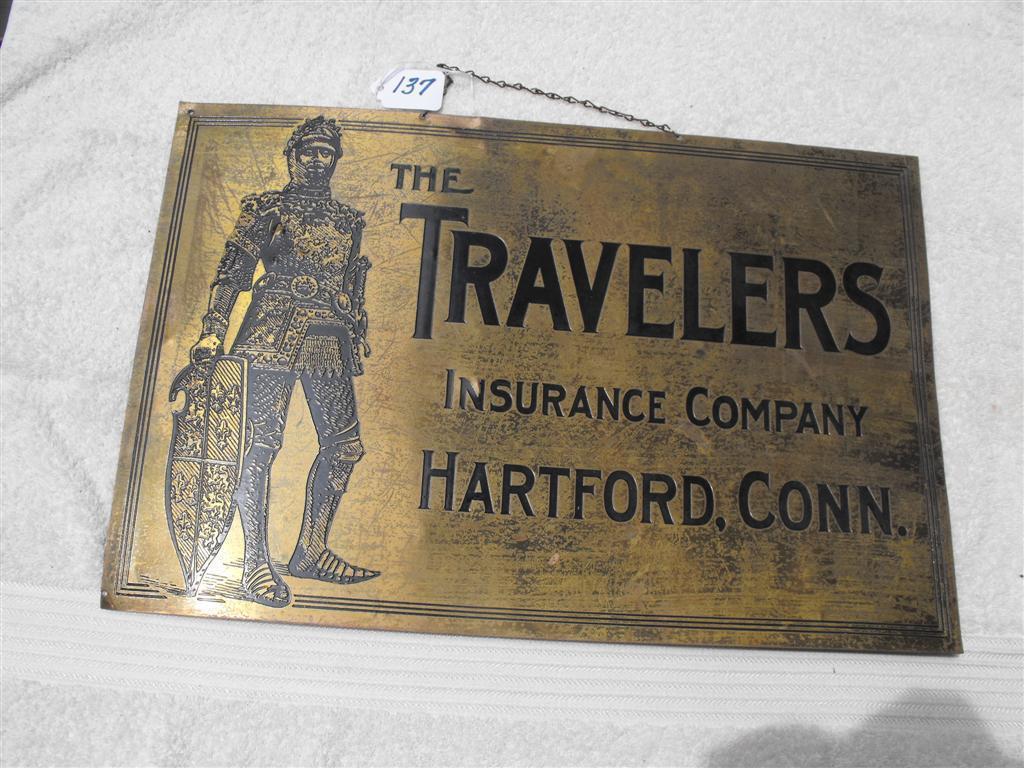 137
THE
TRAVELERS
INSURANCE COMPANY
HARTFORD, CONN.